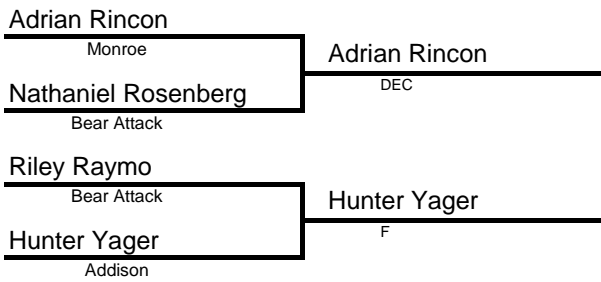 Adrian Rincon
Monroe
Adrian Rincon
DEC
Nathaniel Rosenberg
Bear Attack
Riley Raymo
Bear Attack
Hunter Yager
F
Hunter Yager
Addison